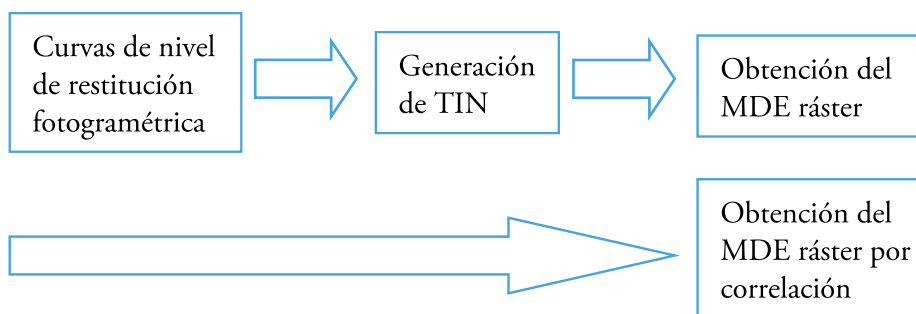 Curvas de nivel
de restitución
fotogramétrica
Generación
de TIN
Obtención del
MDE ráster
Obtención del
MDE ráster por
correlación